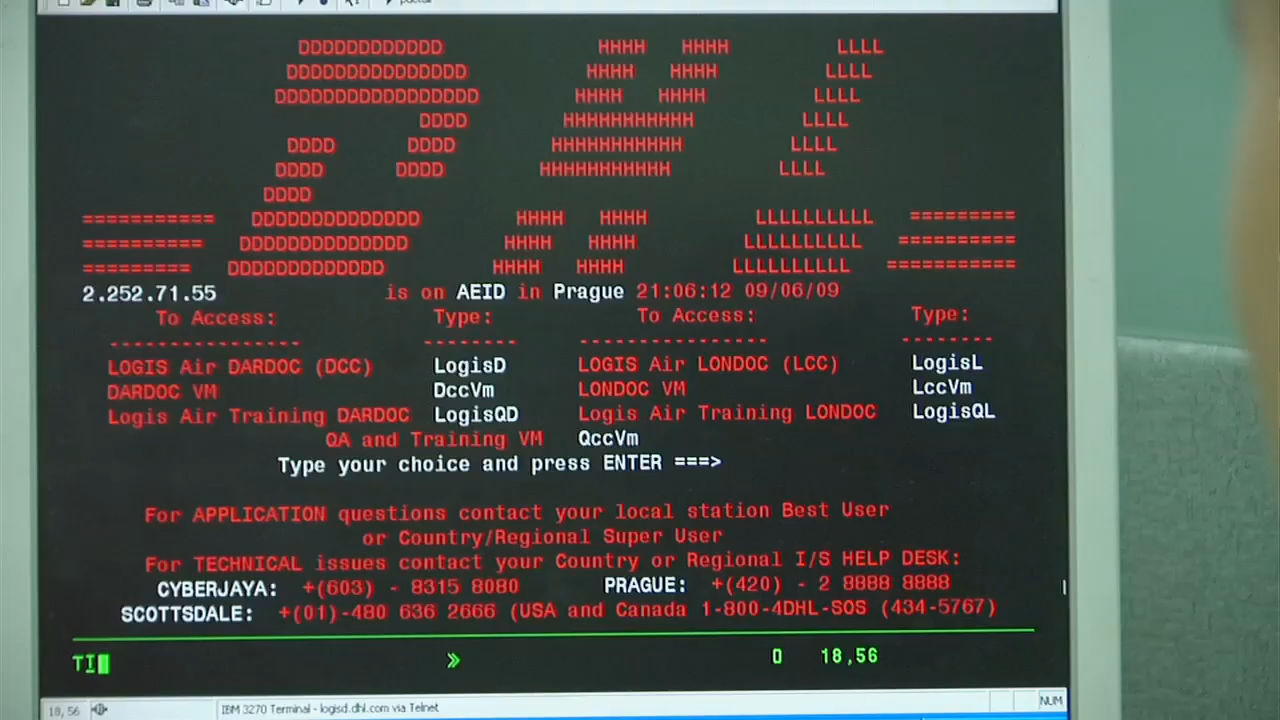 DDDDDDDDDDDD HHHH HHHH LLLL
DDDDDDDDDDDDDDD HHHH HHHH LLLL
DDDDDDDDDDDDDDDDD HHHH HHHH LLLL
DDDD HHHHHHHHHHH LLLL
DDDD DDDD HHHHHHHHHHH LLLL
DDDD DDDD HHHHHHHHHHH LLLL
DDDD
=========== DDDDDDDDDDDDDD HHHH HHHH LLLLLLLLLL =========
========== DDDDDDDDDDDDDD HHHH HHHH LLLLLLLLLL ==========
========= DDDDDDDDDDDDD HHHH HHHH LLLLLLLLLL ===========
2.252.71.55 is on AEID in Prague 21:06:12 09/06/09
To Access: Type: To Access: Type:
---------------- -------- ---------------- --------
LOGIS Air DARDOC (DCC) LogisD LOGIS Air LONDOC (LCC) LogisL
DARDOC VM DccVm LONDOC VM LccVm
Logis Air Training DARDOC LogisQD Logis Air Training LONDOC LogisQL
QA and Training VM QccVm
Type your choice and press ENTER ===>
For APPLICATION questions contact your local station Best User
or Country/Regional Super User
For TECHNICAL issues contact your Country or Regional I/S HELP DESK:
CYBERJAYA: +(603) - 8315 8080 PRAGUE: +(420) - 2 8888 8888
SCOTTSDALE: +(01)-480 636 2666 (USA and Canada 1-800-4DHL-SOS (434-5767)
TI » 0 18,56
18, 56 IBM 3270 Terminal - logisd.dhl.com via Telnet NUM